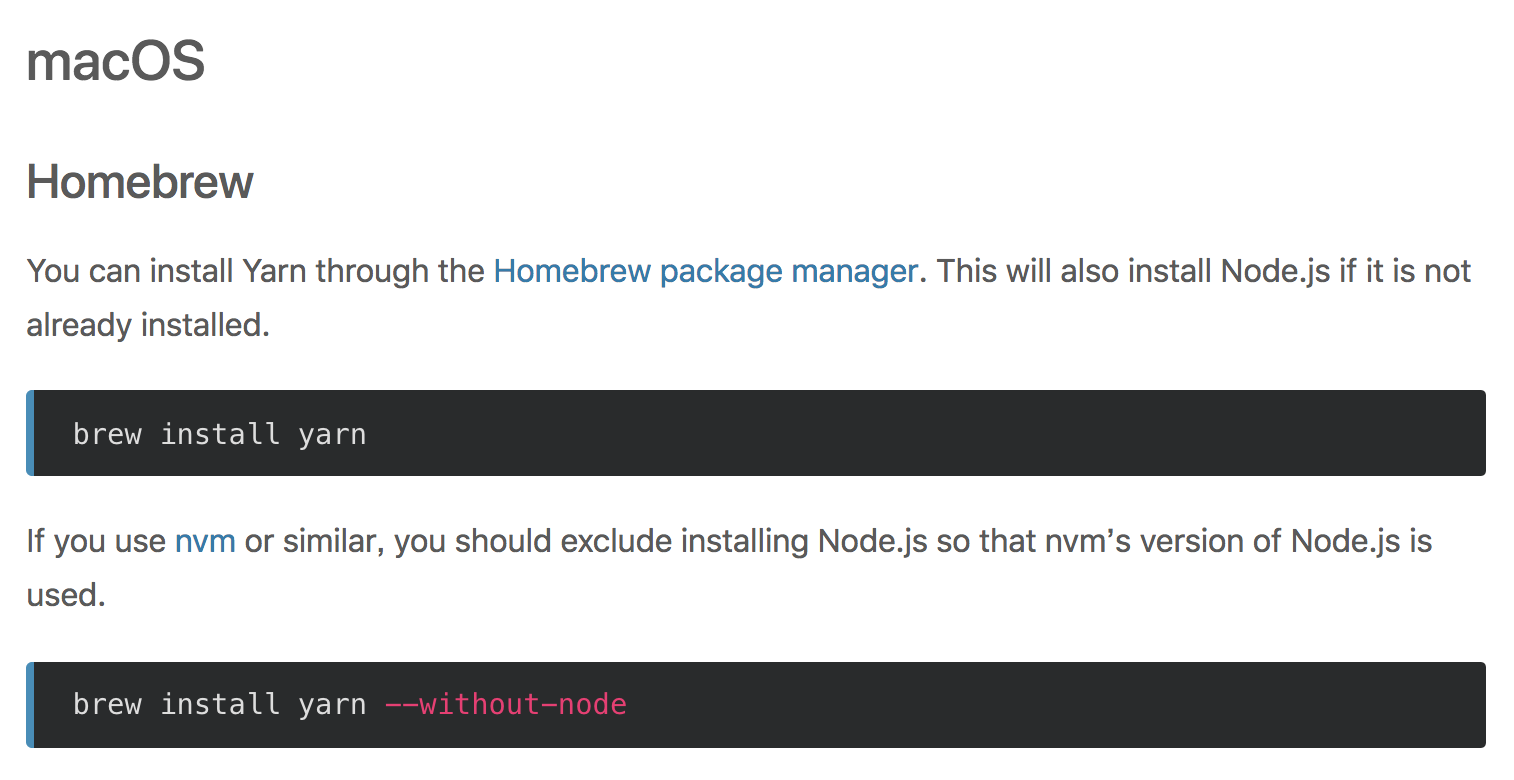 macOS
Homebrew
You can install Yarn through the Homebrew package manager. This will also install Node.js if it is not
already installed.
brew install yarn
If you use nvm or similar, you should exclude installing Node.js so that nvm’s version of Node.js is
used.
brew install yarn --without-node